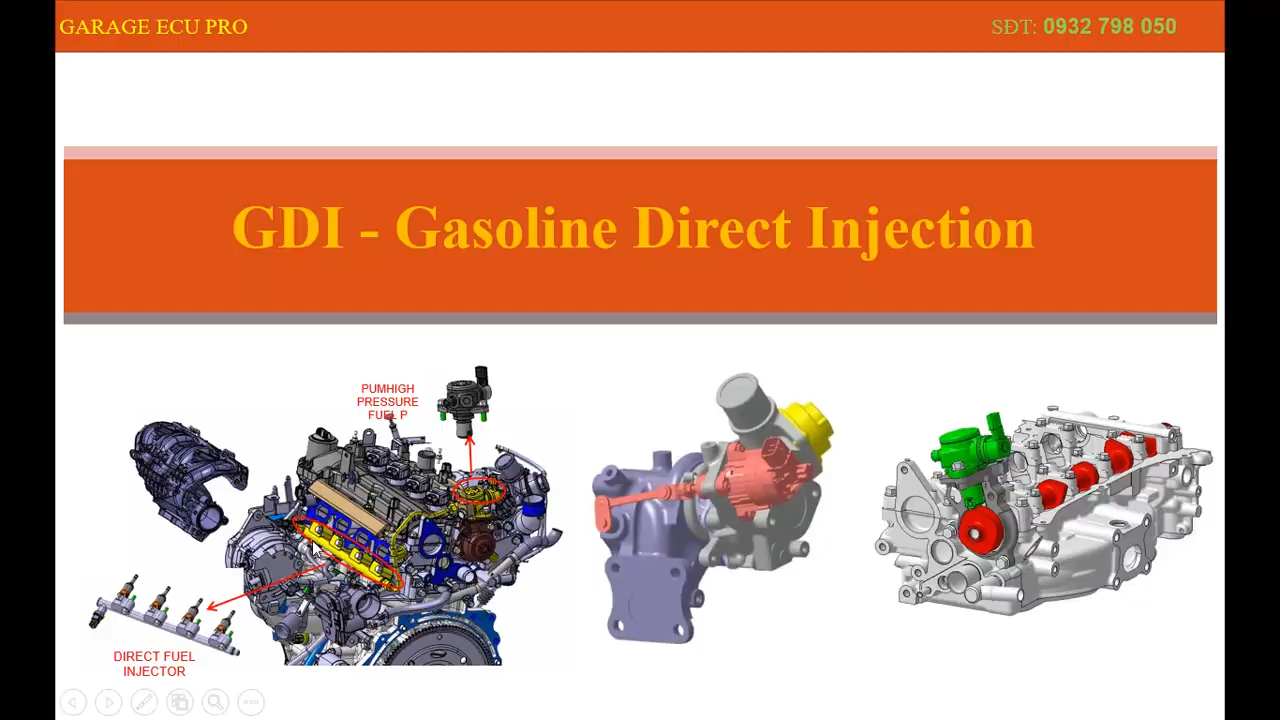 GARAGE ECU PRO
SĐT: 0932 798 050
GDI - Gasoline Direct Injection
PUMHIGH
PRESSURE
FUEL P
DIRECT FUEL
INJECTOR